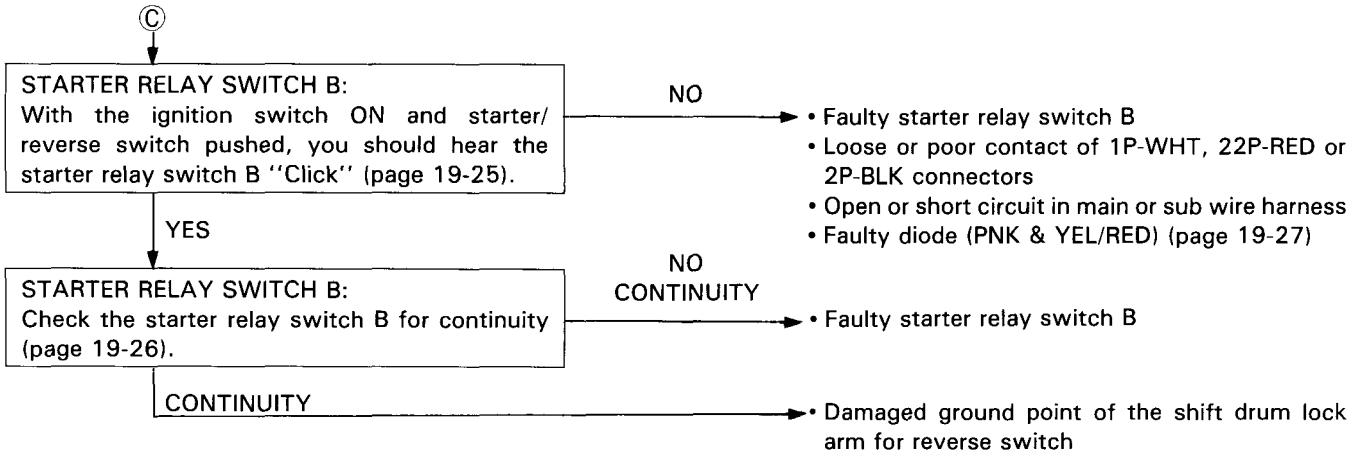 Ⓒ
STARTER RELAY SWITCH B:
With the ignition switch ON and starter/
reverse switch pushed, you should hear the
starter relay switch B "Click" (page 19-25).
NO
• Faulty starter relay switch B
• Loose or poor contact of 1P-WHT, 22P-RED or
2P-BLK connectors
• Open or short circuit in main or sub wire harness
• Faulty diode (PNK & YEL/RED) (page 19-27)
YES
STARTER RELAY SWITCH B:
Check the starter relay switch B for continuity
(page 19-26).
NO
CONTINUITY
• Faulty starter relay switch B
CONTINUITY
• Damaged ground point of the shift drum lock
arm for reverse switch